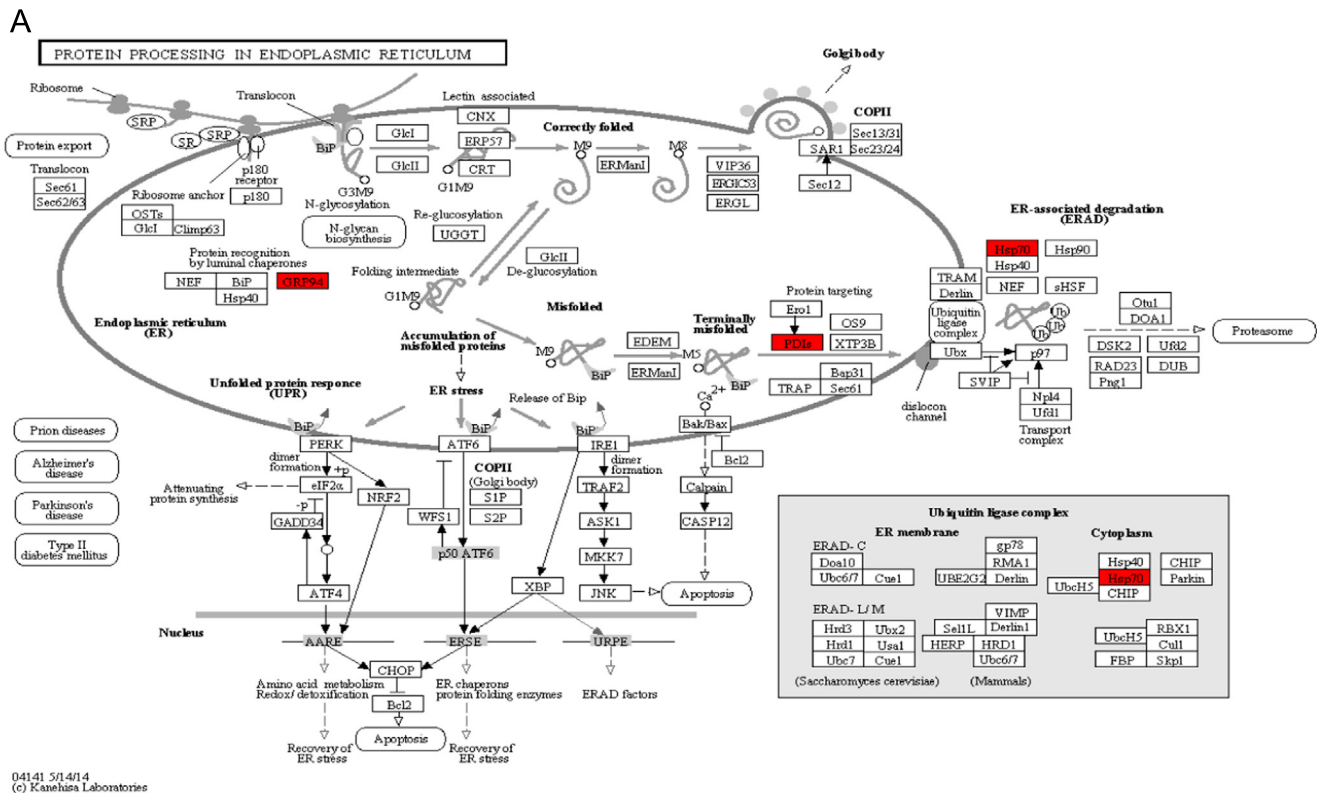 A
PROTEIN PROCESSING IN ENDOPLASMIC RETICULUM
Golgi body
Ribosome
Translocon
Lectin associated
COPII
SRP
SR
SRP
BiP
GlcI
GlcII
CNX
ERP57
CRT
Correctly folded
M9
ERManI
M8
VIP36
ERGIC53
ERGL
SAR1
Sec13/31
Sec23/24
Sec12
Protein export
Translocon
Sec61
Sec62/63
Ribosome anchor
p180
receptor
p180
G3M9
N-glycosylation
G1M9
OSTs
GlcI
Climp63
N-glycan
biosynthesis
Re-glucosylation
UGGT
ER-associated degradation
(ERAD)
Protein recognition
by luminal chaperones
NEF
BiP
GRP94
Hsp40
Folding intermediate
G1M9
GlcII
De-glucosylation
Hsp70
Hsp90
Hsp40
NEF
sHSF
TRAM
Derlin
Ubiquitin
ligase
complex
Ub
Ub
Ub
Otu1
DOA1
Proteasome
Endoplasmic reticulum
(ER)
Misfolded
Accumulation of
misfolded proteins
Terminally
misfolded
Protein targeting
Ero1
OS9
PDIs
XTP3B
M9
EDEM
ERManI
M5
BiP
BiP
Bap31
TRAP
Sec61
Ubx
p97
SVIP
DSK2
Ufd2
RAD23
DUB
Png1
Npl4
Ufd1
Transport
complex
dislocon
channel
Unfolded protein responce
(UPR)
ER stress
Release of Bip
Ca2+
BiP
BiP
BiP
PERK
ATF6
IRE1
Bak/Bax
Bcl2
Prion diseases
Alzheimer's
disease
Parkinson's
disease
Type II
diabetes mellitus
dimer
formation
+p
eIF2α
Attenuating
protein synthesis
-p
GADD34
NRF2
ATF4
COPII
(Golgi body)
S1P
S2P
WFS1
p50 ATF6
dimer
formation
TRAF2
ASK1
MKK7
JNK
XBP
Calpain
CASP12
Apoptosis
Nucleus
AARE
ERSE
URPE
CHOP
Bcl2
Apoptosis
Amino acid metabolism
Redox/detoxification
ER chaperons
protein folding enzymes
ERAD factors
Recovery of
ER stress
Recovery of
ER stress
Ubiquitin ligase complex
ER membrane
Cytoplasm
ERAD-C
Doa10
Ubc6/7
Cue1
gp78
RMA1
UBE2G2
Derlin
Hsp40
Hsp70
CHIP
UbcH5
CHIP
Parkin
ERAD-L/M
Hrd3
Ubx2
Hrd1
Usa1
Ubc7
Cue1
VIMP
Sel1L
Derlin1
HERP
HRD1
Ubc6/7
UbcH5
RBX1
Cul1
FBP
Skp1
(Saccharomyces cerevisiae)
(Mammals)
04141 5/14/14
(c) Kanehisa Laboratories